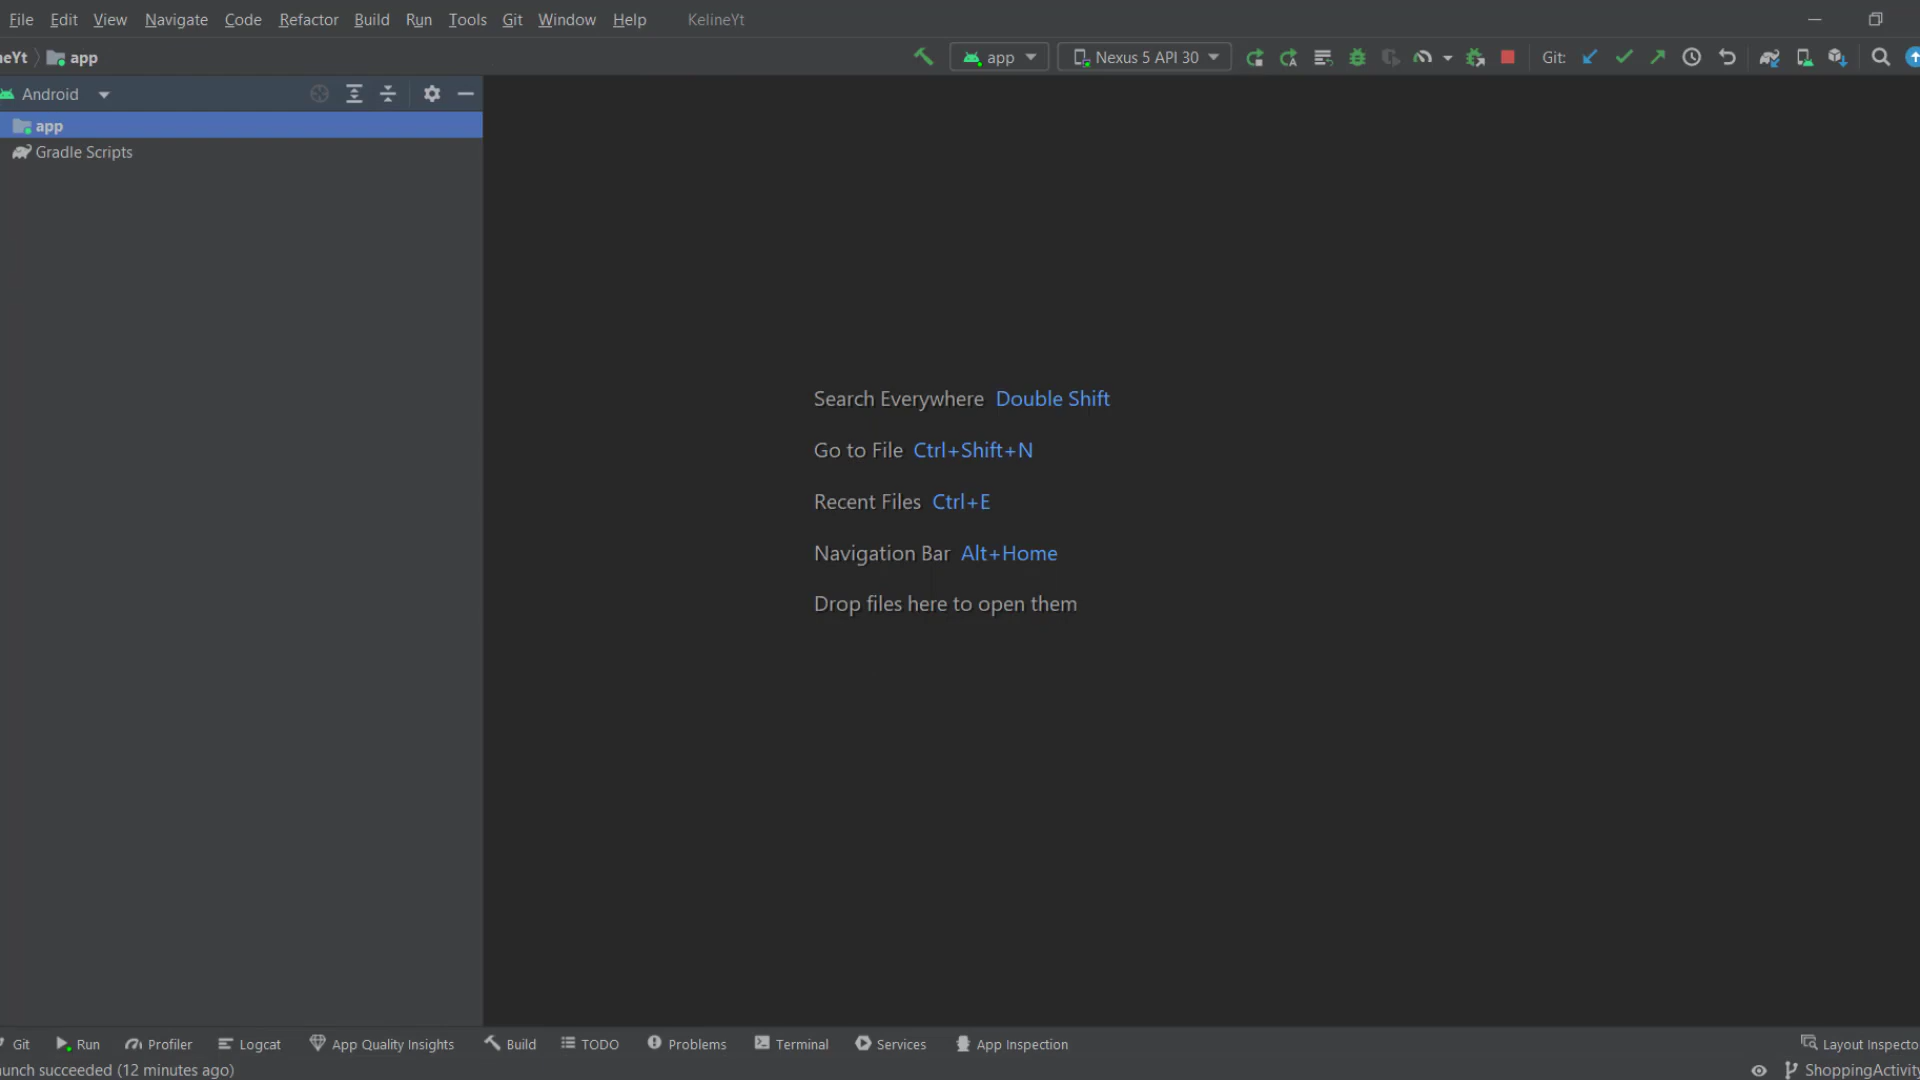 File Edit View Navigate Code Refactor Build Run Tools Git Window Help KelineYt
neYt app app Nexus 5 API 30 Git:
Android
app
Gradle Scripts
Search Everywhere Double Shift
Go to File Ctrl+Shift+N
Recent Files Ctrl+E
Navigation Bar Alt+Home
Drop files here to open them
Git Run Profiler Logcat App Quality Insights Build TODO Problems Terminal Services App Inspection Layout Inspecto
unch succeeded (12 minutes ago) ShoppingActivity